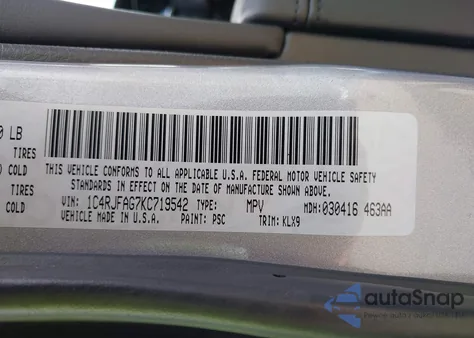 0 LB
TIRES
COLD
TIRES
COLD
THIS VEHICLE CONFORMS TO ALL APPLICABLE U.S.A. FEDERAL MOTOR VEHICLE SAFETY
STANDARDS IN EFFECT ON THE DATE OF MANUFACTURE SHOWN ABOVE.
VIN: 1C4RJFAG7KC719542 TYPE: MPV MDH: 030416 463AA
VEHICLE MADE IN U.S.A. PAINT: PSC TRIM: KLX9
autoSnap